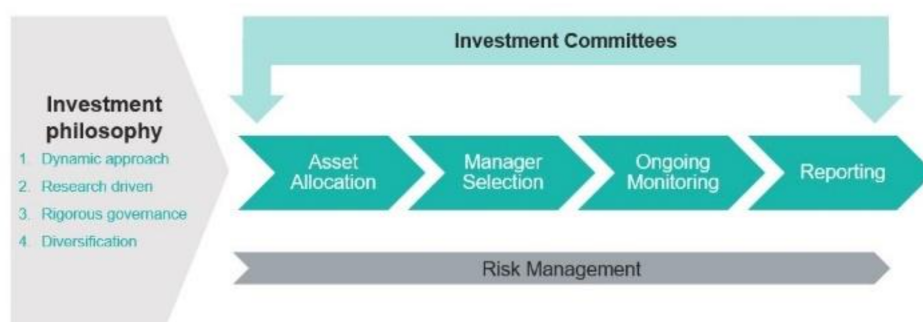 Investment Committees
Investment
philosophy
1. Dynamic approach
2. Research driven
3. Rigorous governance
4. Diversification
Asset
Allocation
Manager
Selection
Ongoing
Monitoring
Reporting
Risk Management